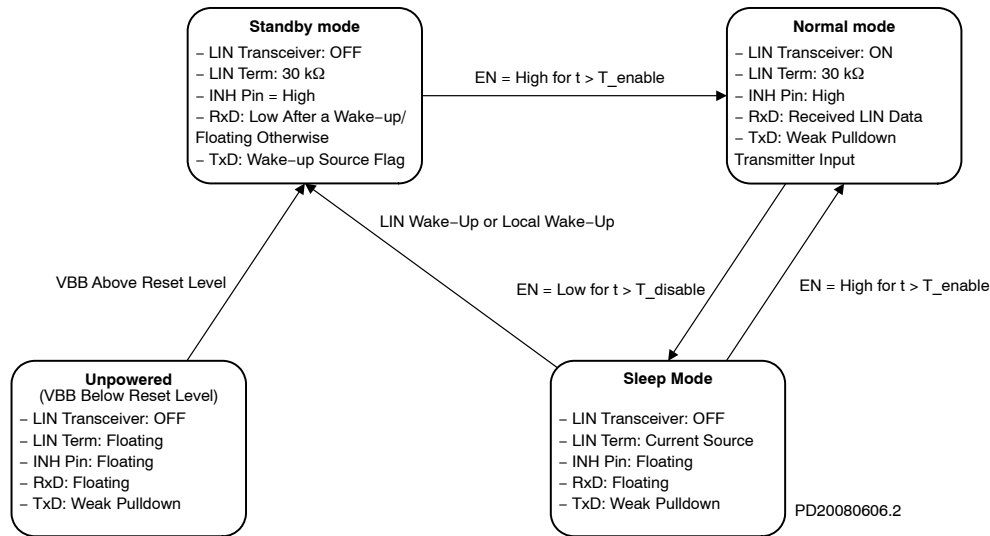 Standby mode
– LIN Transceiver: OFF
– LIN Term: 30 kΩ
– INH Pin = High
– RxD: Low After a Wake–up/
Floating Otherwise
– TxD: Wake–up Source Flag
EN = High for t > T_enable
Normal mode
– LIN Transceiver: ON
– LIN Term: 30 kΩ
– INH Pin: High
– RxD: Received LIN Data
– TxD: Weak Pulldown
Transmitter Input
LIN Wake–Up or Local Wake–Up
VBB Above Reset Level
EN = Low for t > T_disable
EN = High for t > T_enable
Unpowered
(VBB Below Reset Level)
– LIN Transceiver: OFF
– LIN Term: Floating
– INH Pin: Floating
– RxD: Floating
– TxD: Weak Pulldown
Sleep Mode
– LIN Transceiver: OFF
– LIN Term: Current Source
– INH Pin: Floating
– RxD: Floating
– TxD: Weak Pulldown
PD20080606.2